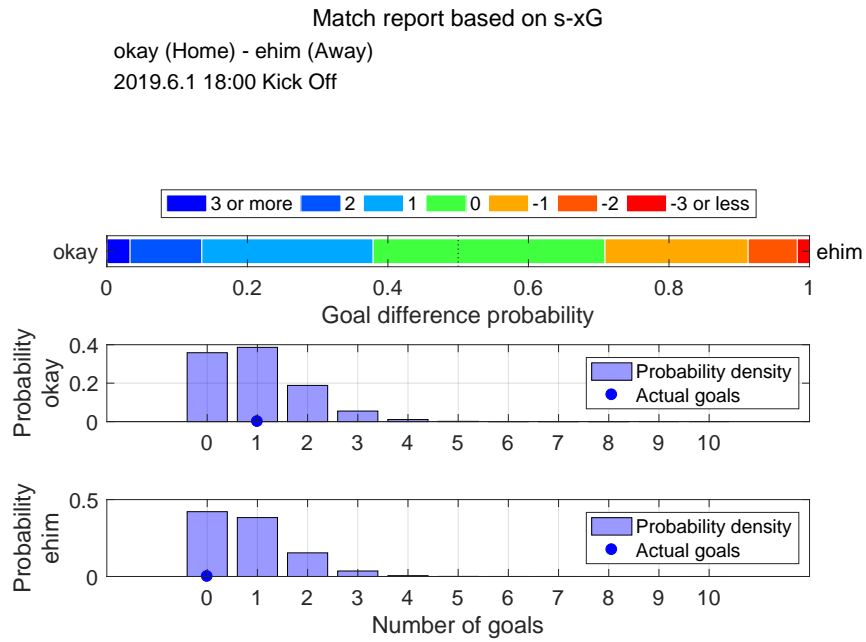 Match report based on s-xG
okay (Home) - ehim (Away)
2019.6.1 18:00 Kick Off
3 or more 2 1 0 -1 -2 -3 or less
okay ehim
0 0.2 0.4 0.6 0.8 1
Goal difference probability
Probability
okay
0.4
0.2
0
Probability density
Actual goals
0 1 2 3 4 5 6 7 8 9 10
Probability
ehim
0.5
0
Probability density
Actual goals
0 1 2 3 4 5 6 7 8 9 10
Number of goals